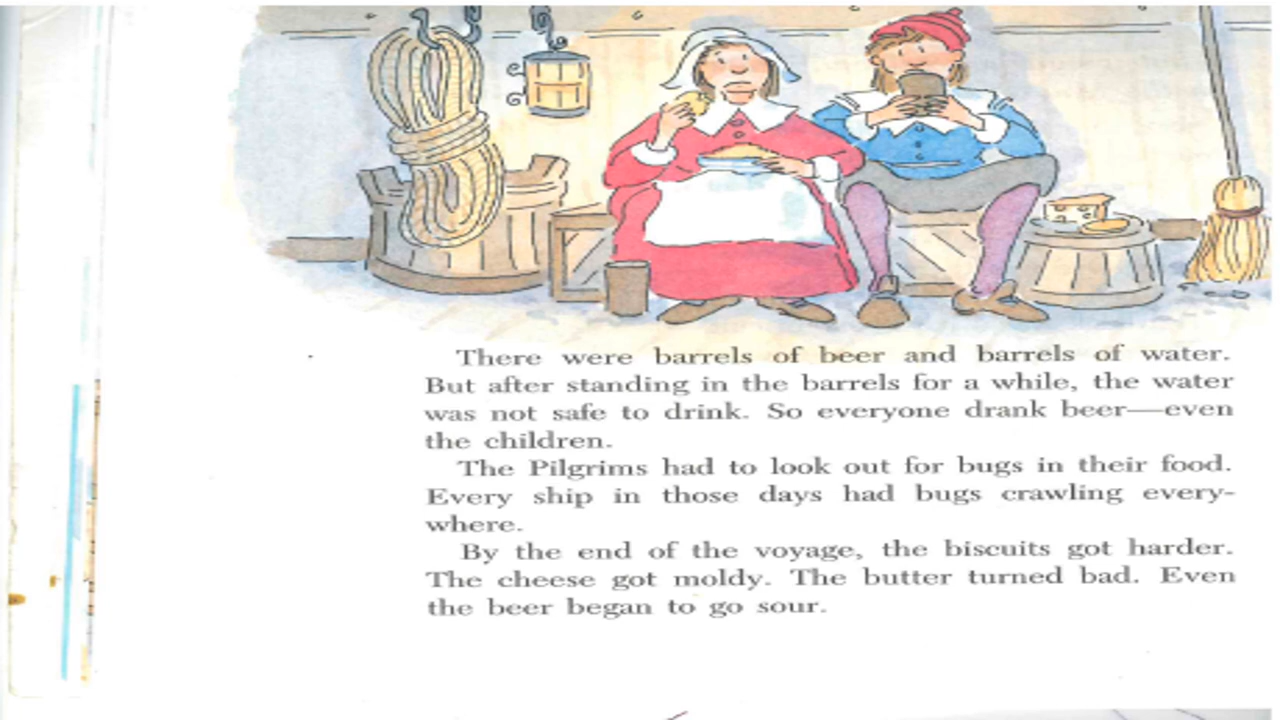 There were barrels of beer and barrels of water.
But after standing in the barrels for a while, the water
was not safe to drink. So everyone drank beer—even
the children.
The Pilgrims had to look out for bugs in their food.
Every ship in those days had bugs crawling every-
where.
By the end of the voyage, the biscuits got harder.
The cheese got moldy. The butter turned bad. Even
the beer began to go sour.